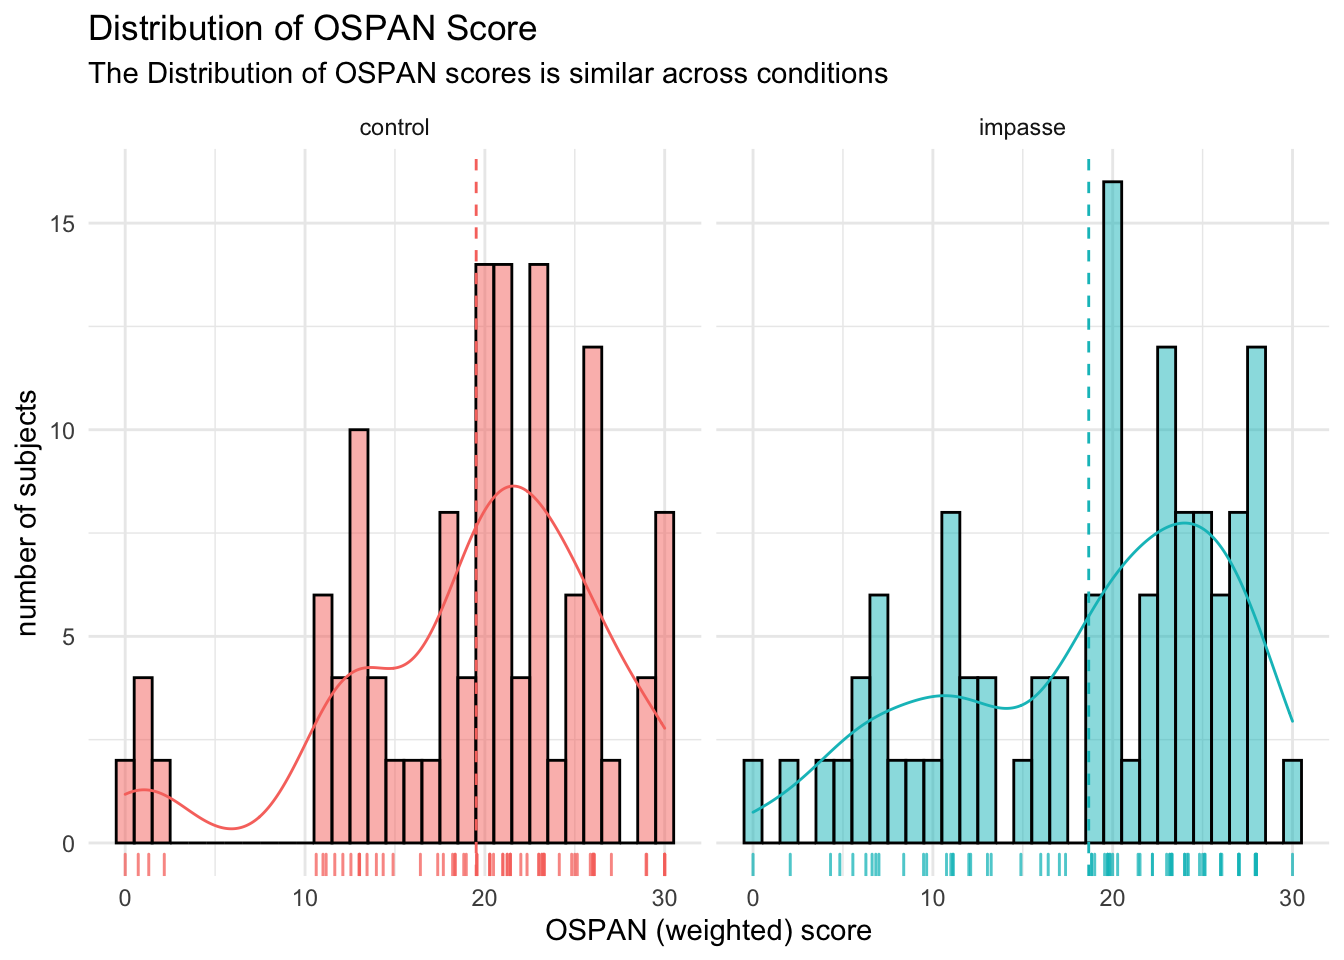 Distribution of OSPAN Score
The Distribution of OSPAN scores is similar across conditions
control
impasse
15
10
5
0
number of subjects
0 10 20 30
0 10 20 30
OSPAN (weighted) score